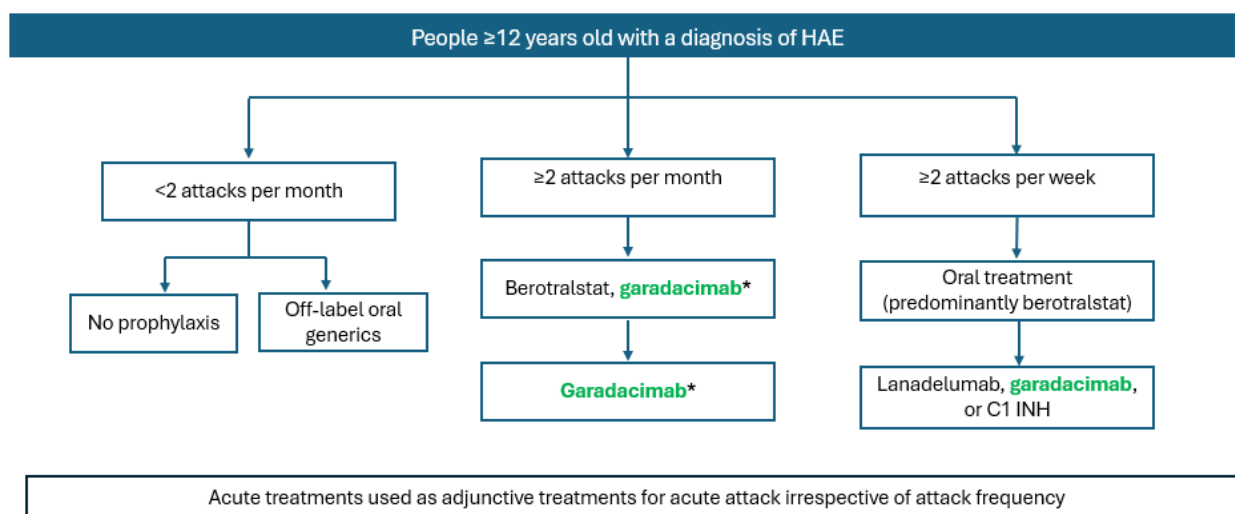 People ≥12 years old with a diagnosis of HAE
<2 attacks per month
≥2 attacks per month
≥2 attacks per week
No prophylaxis
Off-label oral
generics
Berotralstat, garadacimab*
Garadacimab*
Oral treatment
(predominantly berotralstat)
Lanadelumab, garadacimab,
or C1 INH
Acute treatments used as adjunctive treatments for acute attack irrespective of attack frequency